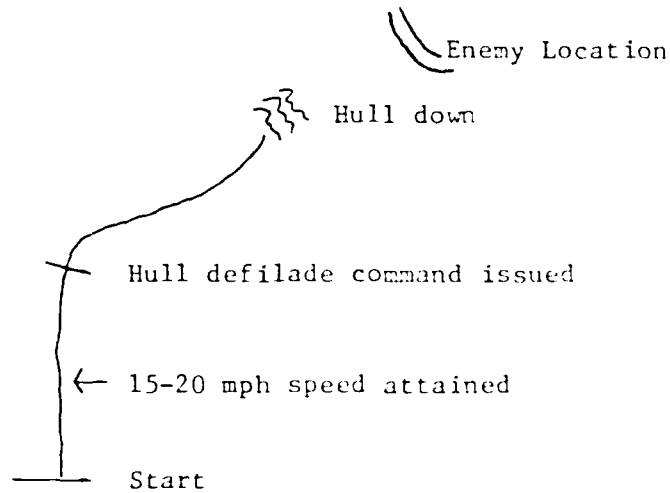 Enemy Location
Hull down
Hull defilade command issued
15-20 mph speed attained
Start